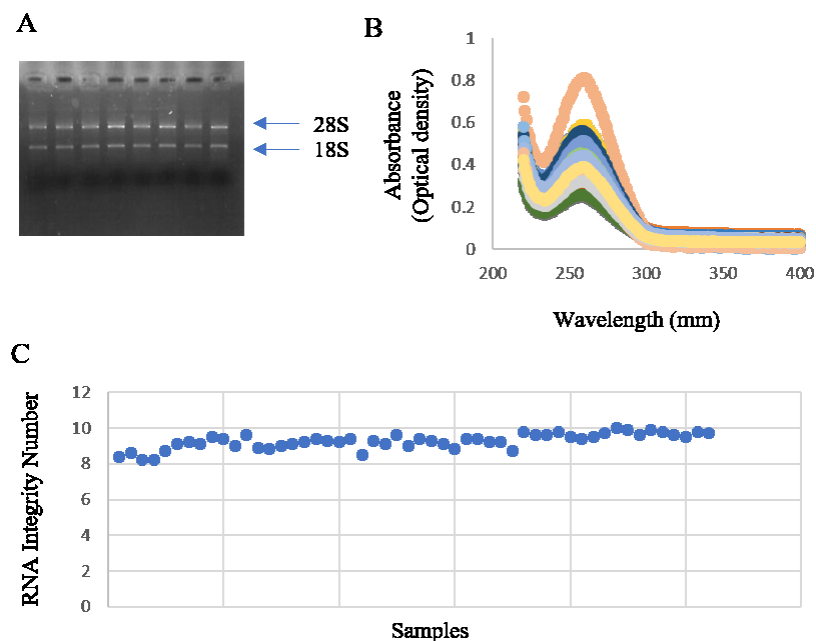 A
28S
18S
B
Absorbance
(Optical density)
1
0.8
0.6
0.4
0.2
0
200 250 300 350 400
Wavelength (mm)
C
RNA Integrity Number
12
10
8
6
4
2
0
Samples